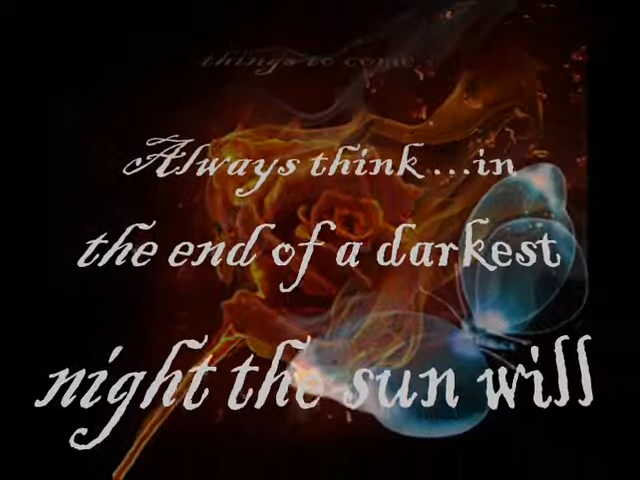 things to come...
Always think...in
the end of a darkest
night the sun will